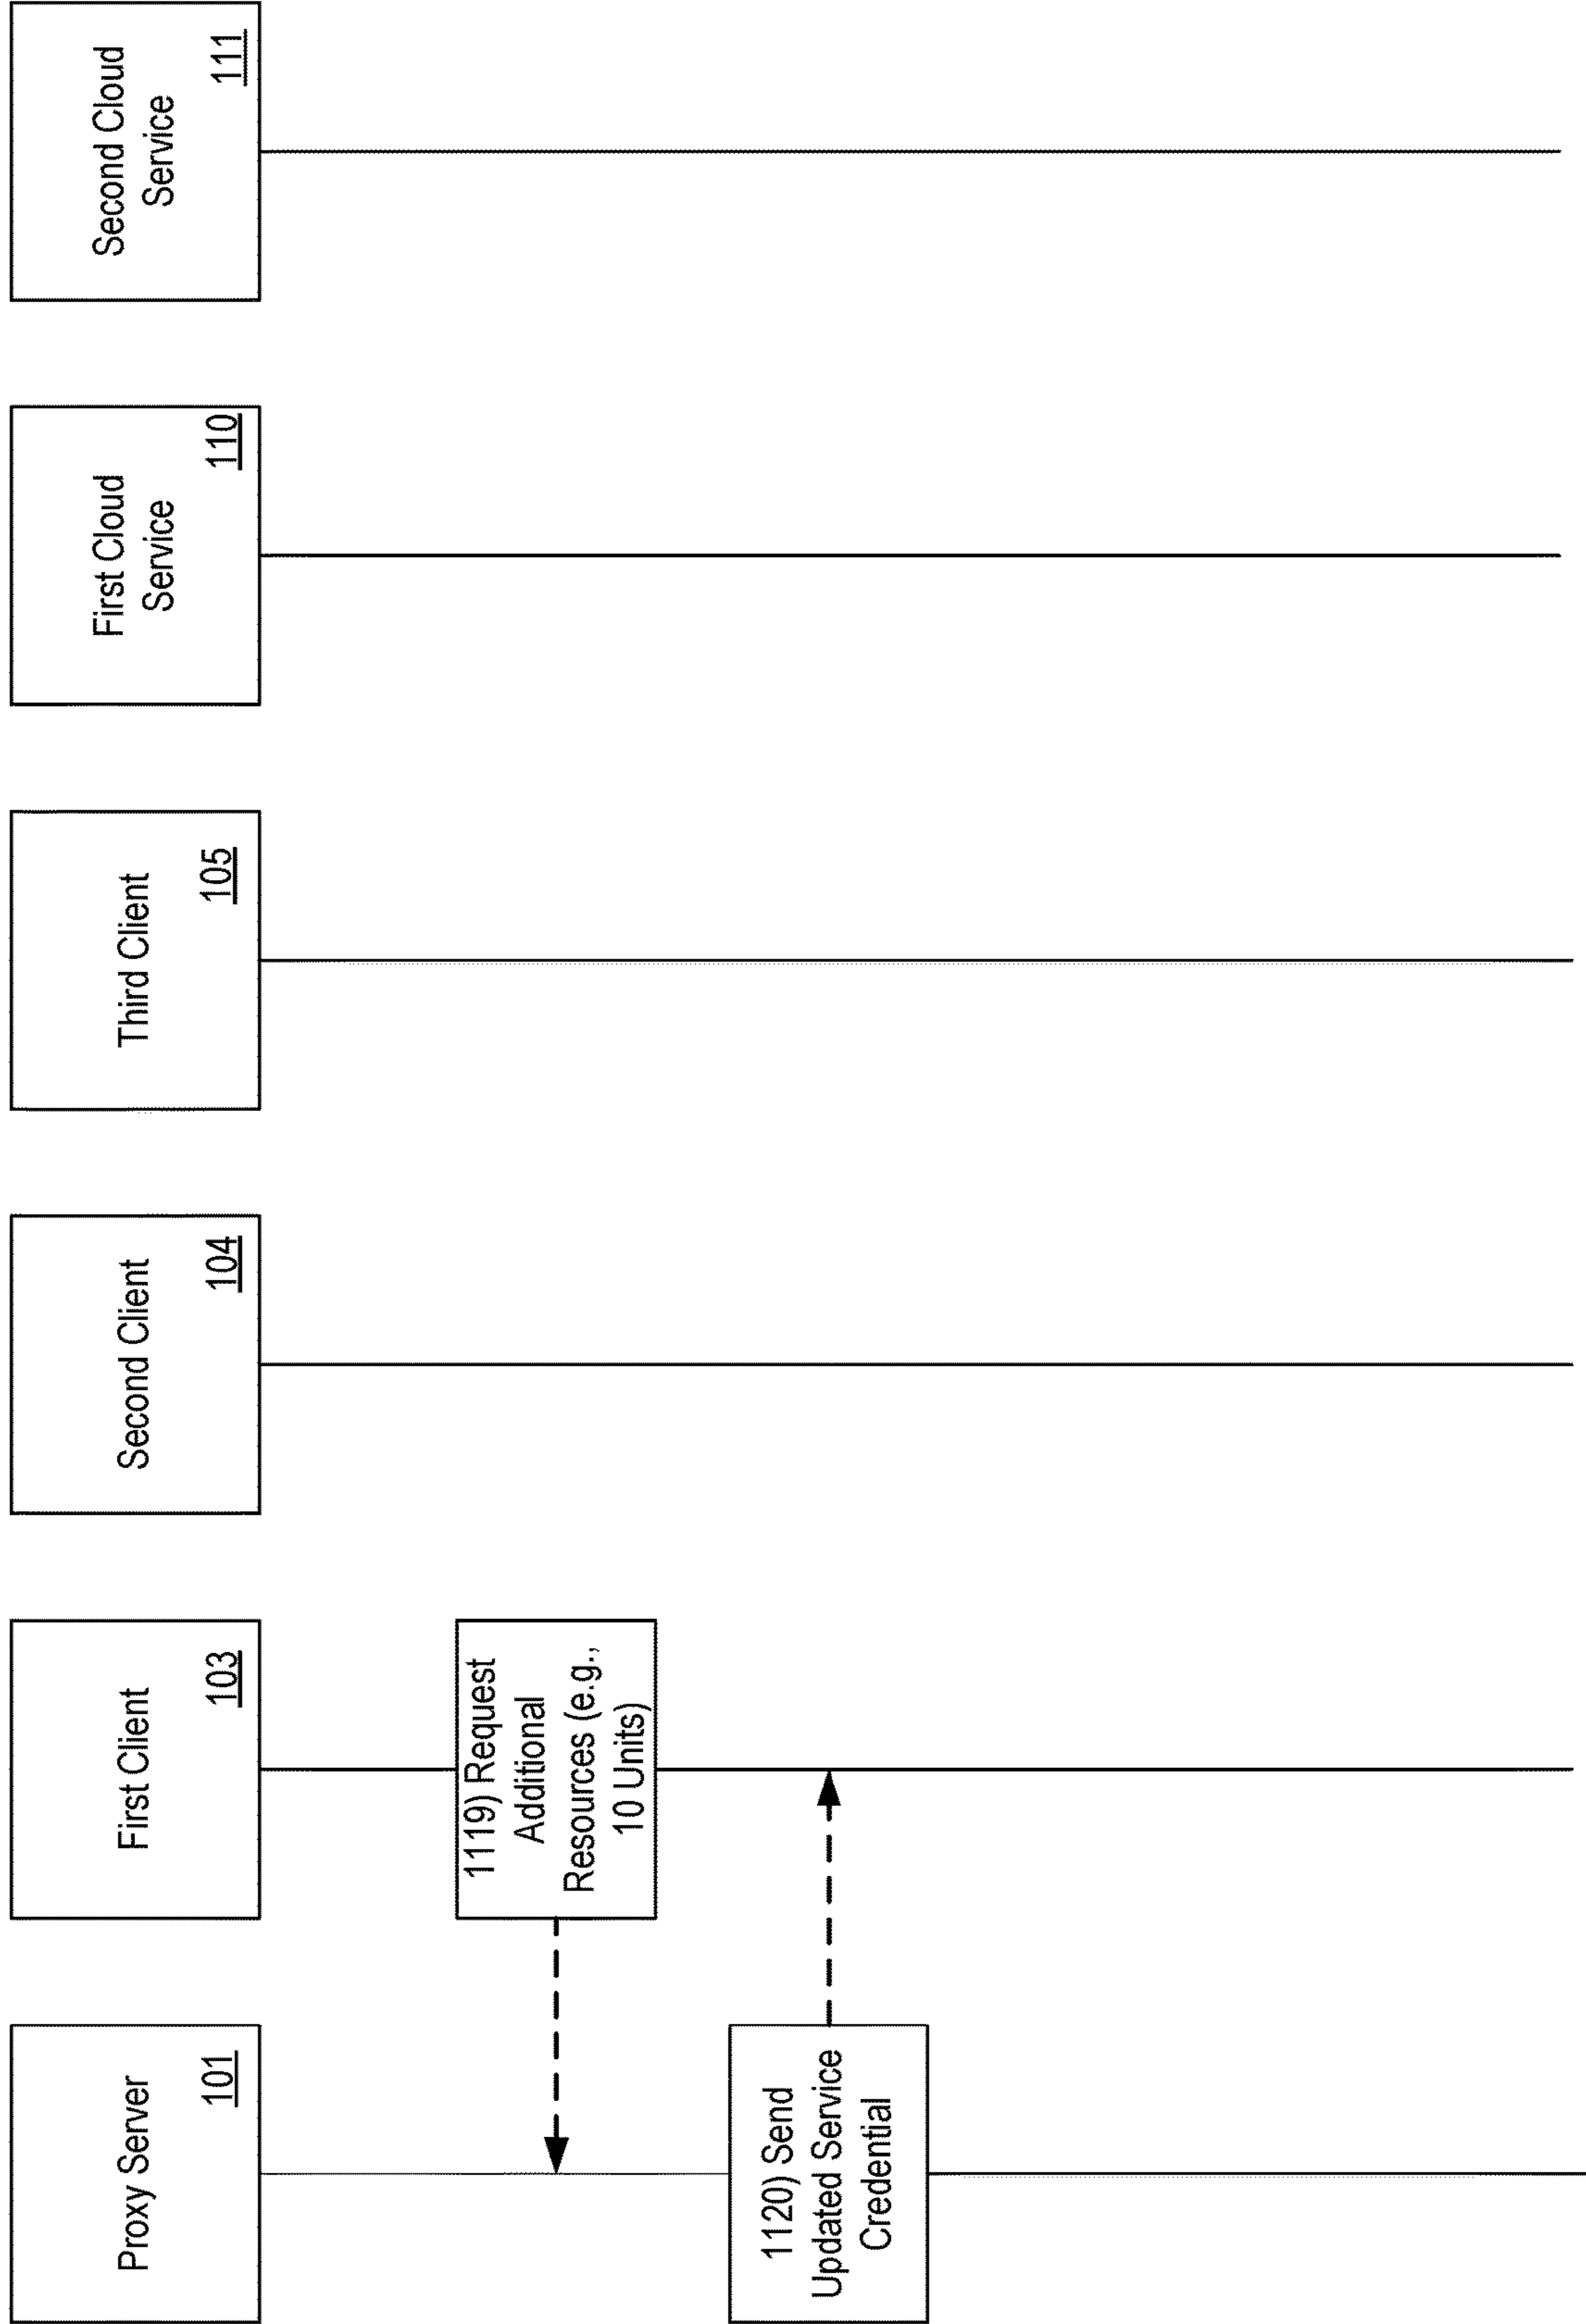 Proxy Server
101
First Client
103
Second Client
104
Third Client
105
First Cloud
Service
110
Second Cloud
Service
111
1119) Request
Additional
Resources (e.g.,
10 Units)
1120) Send
Updated Service
Credential